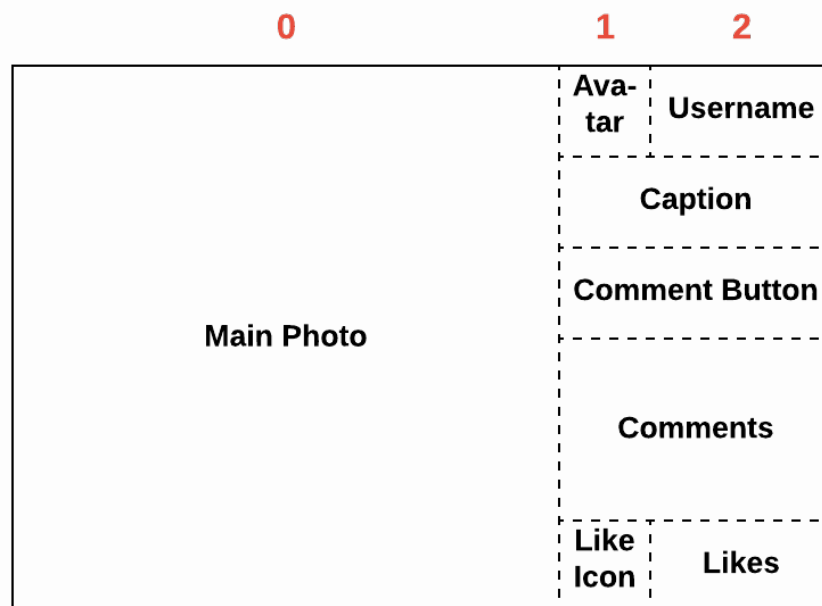 0 1 2
Ava-
tar
Username
Caption
Comment Button
Main Photo
Comments
Like
Icon
Likes